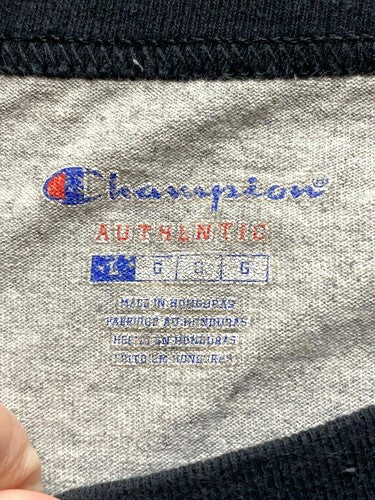 Champion®
AUTHENTIC
L G G G
MADE IN HONDURAS
FABRIQUÉ AU HONDURAS
HECHO EN HONDURAS
FEITO EM HONDURAS